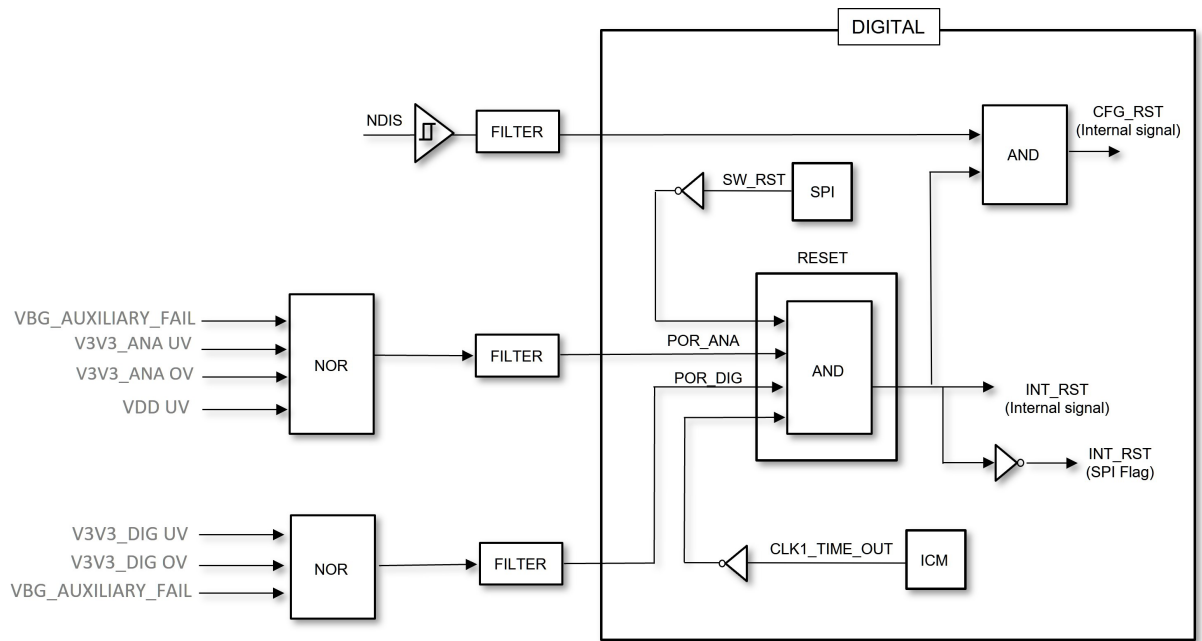 DIGITAL
NDIS
FILTER
AND
CFG_RST
(Internal signal)
SW_RST
SPI
RESET
VBG_AUXILIARY_FAIL
V3V3_ANA UV
V3V3_ANA OV
VDD UV
NOR
FILTER
POR_ANA
POR_DIG
AND
INT_RST
(Internal signal)
INT_RST
(SPI Flag)
V3V3_DIG UV
V3V3_DIG OV
VBG_AUXILIARY_FAIL
NOR
FILTER
CLK1_TIME_OUT
ICM